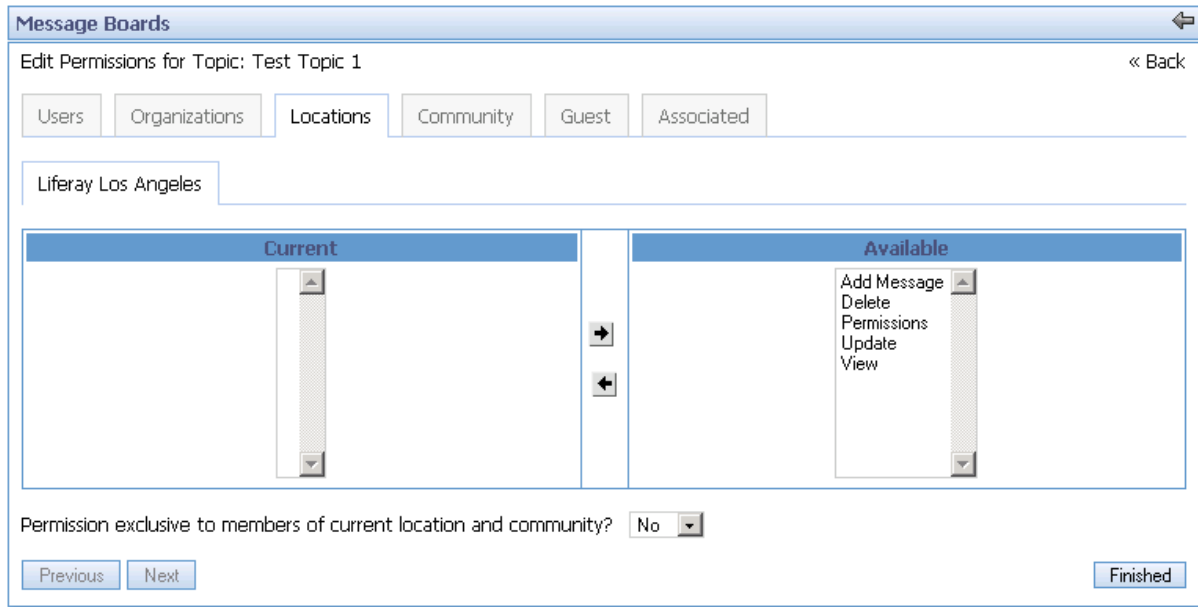 Message Boards
Edit Permissions for Topic: Test Topic 1 « Back
Users Organizations Locations Community Guest Associated
Liferay Los Angeles
Current Available
Add Message
Delete
Permissions
Update
View
Permission exclusive to members of current location and community? No
Previous Next Finished